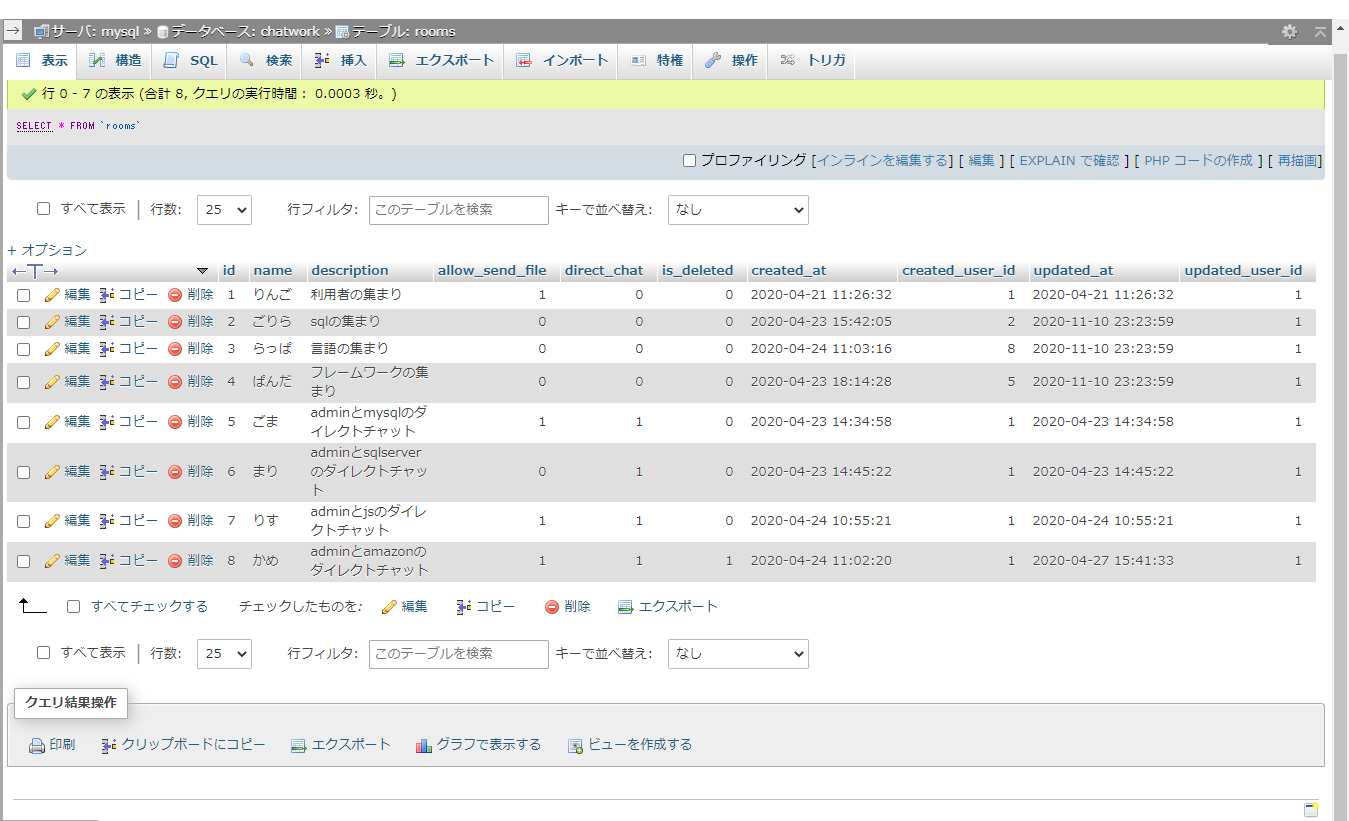 サーバ: mysql » データベース: chatwork » テーブル: rooms
表示 構造 SQL 検索 挿入 エクスポート インポート 特権 操作 トリガ
行 0 - 7 の表示 (合計 8, クエリの実行時間： 0.0003 秒。)
SELECT * FROM `rooms`
プロファイリング [インラインを編集する] [ 編集 ] [ EXPLAIN で確認 ] [ PHP コードの作成 ] [ 再描画]
すべて表示 | 行数: 25 行フィルタ: このテーブルを検索 キーで並べ替え: なし
+ オプション
←T→ id name description allow_send_file direct_chat is_deleted created_at created_user_id updated_at updated_user_id
編集 コピー 削除 1 りんご 利用者の集まり 1 0 0 2020-04-21 11:26:32 1 2020-04-21 11:26:32 1
編集 コピー 削除 2 ごりら sqlの集まり 0 0 0 2020-04-23 15:42:05 2 2020-11-10 23:23:59 1
編集 コピー 削除 3 らっぱ 言語の集まり 0 0 0 2020-04-24 11:03:16 8 2020-11-10 23:23:59 1
編集 コピー 削除 4 ぱんだ フレームワークの集
まり 0 0 0 2020-04-23 18:14:28 5 2020-11-10 23:23:59 1
編集 コピー 削除 5 ごま adminとmysqlのダ
イレクトチャット 1 1 0 2020-04-23 14:34:58 1 2020-04-23 14:34:58 1
編集 コピー 削除 6 まり adminとsqlserver
のダイレクトチャッ
ト 0 1 0 2020-04-23 14:45:22 1 2020-04-23 14:45:22 1
編集 コピー 削除 7 りす adminとjsのダイレ
クトチャット 1 1 0 2020-04-24 10:55:21 1 2020-04-24 10:55:21 1
編集 コピー 削除 8 かめ adminとamazonの
ダイレクトチャット 1 1 1 2020-04-24 11:02:20 1 2020-04-27 15:41:33 1
すべてチェックする チェックしたものを: 編集 コピー 削除 エクスポート
すべて表示 | 行数: 25 行フィルタ: このテーブルを検索 キーで並べ替え: なし
クエリ結果操作
印刷 クリップボードにコピー エクスポート グラフで表示する ビューを作成する